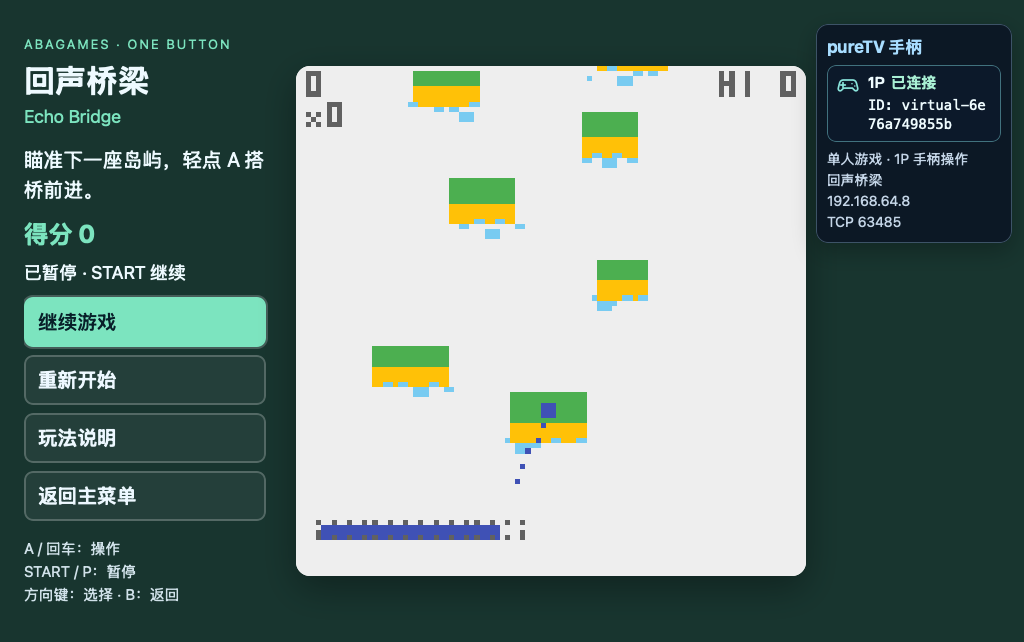 ABAGAMES · ONE BUTTON
回声桥梁
Echo Bridge
瞄准下一座岛屿，轻点 A 搭
桥前进。
得分 0
已暂停 · START 继续
继续游戏
重新开始
玩法说明
返回主菜单
A / 回车：操作
START / P：暂停
方向键：选择 · B：返回
0
x0
HI 0
pureTV 手柄
1P 已连接
ID: virtual-6e
76a749855b
单人游戏 · 1P 手柄操作
回声桥梁
192.168.64.8
TCP 63485